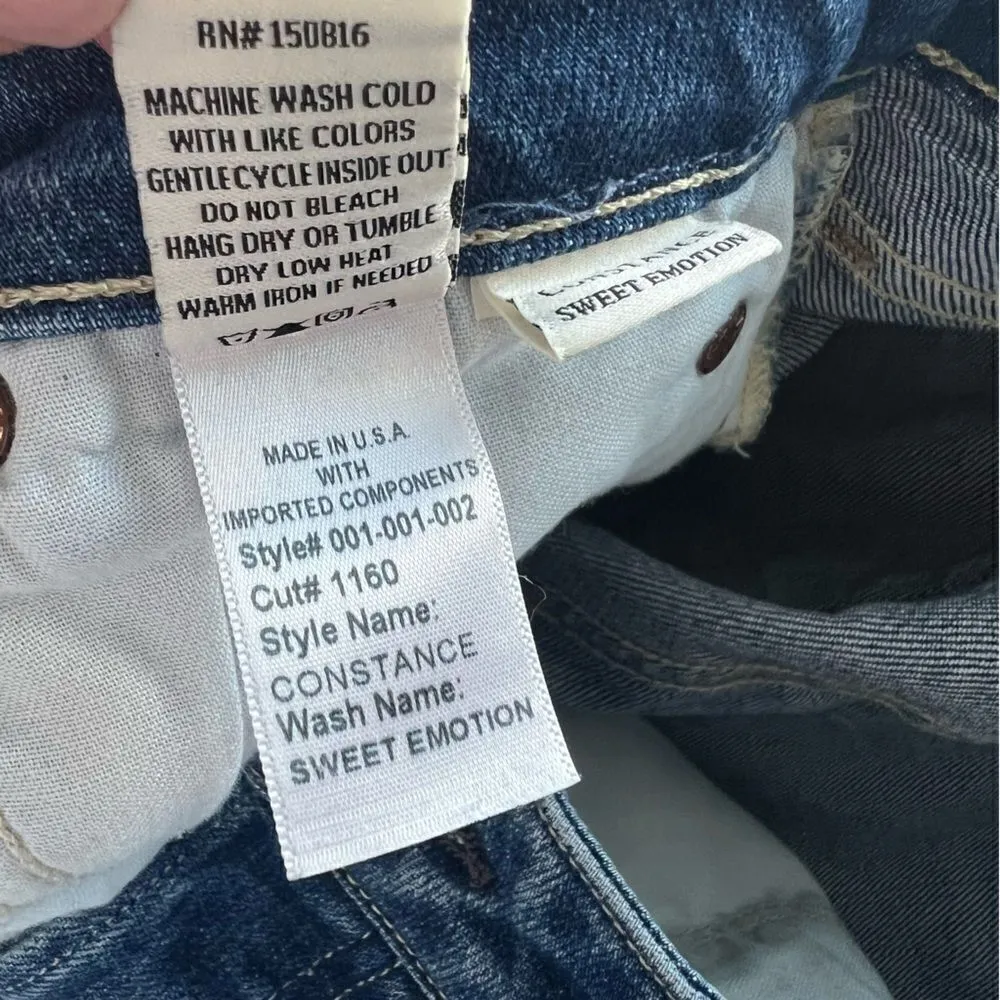 RN# 150816
MACHINE WASH COLD
WITH LIKE COLORS
GENTLE CYCLE INSIDE OUT
DO NOT BLEACH
HANG DRY OR TUMBLE
DRY LOW HEAT
WARM IRON IF NEEDED
MADE IN U.S.A.
WITH
IMPORTED COMPONENTS
Style# 001-001-002
Cut# 1160
Style Name:
CONSTANCE
Wash Name:
SWEET EMOTION
CONSTANCE
SWEET EMOTION